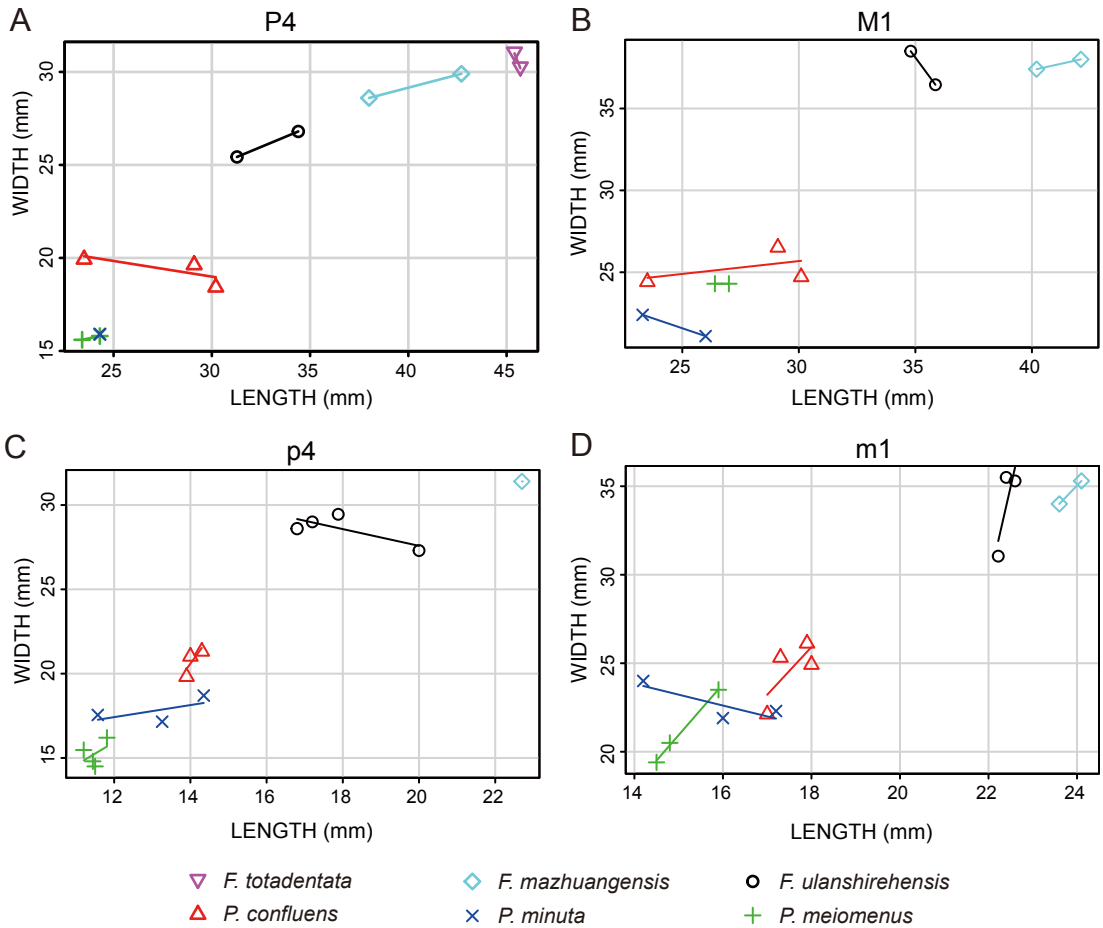 A P4
WIDTH (mm)
30
25
20
15
25 30 35 40 45
LENGTH (mm)
B M1
WIDTH (mm)
35
30
25
25 30 35 40
LENGTH (mm)
C p4
WIDTH (mm)
30
25
20
15
12 14 16 18 20 22
LENGTH (mm)
D m1
WIDTH (mm)
35
30
25
20
14 16 18 20 22 24
LENGTH (mm)
F. totadentata F. mazhuangensis F. ulanshirehensis
P. confluens P. minuta P. meiomenus